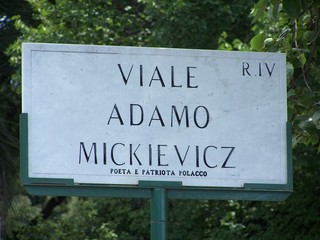 VIALE R.IV
ADAMO
MICKIEVICZ
POETA E PATRIOTA POLACCO